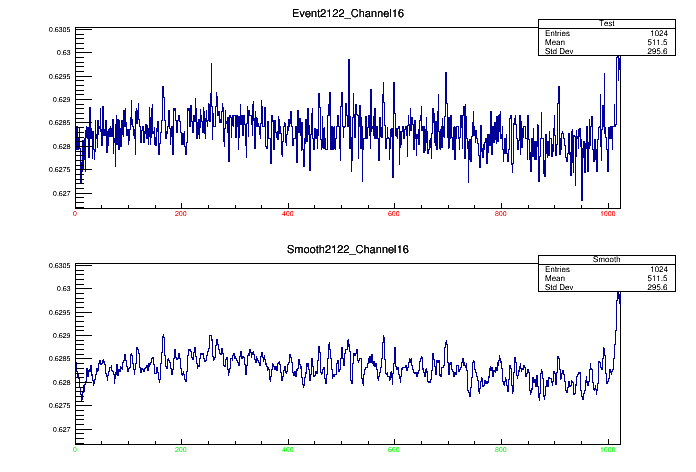 Event2122_Channel16
Test
Entries 1024
Mean 511.5
Std Dev 295.6
0.6305
0.63
0.6295
0.629
0.6285
0.628
0.6275
0.627
0 200 400 600 800 1000
Smooth2122_Channel16
Smooth
Entries 1024
Mean 511.5
Std Dev 295.6
0.6305
0.63
0.6295
0.629
0.6285
0.628
0.6275
0.627
0 200 400 600 800 1000